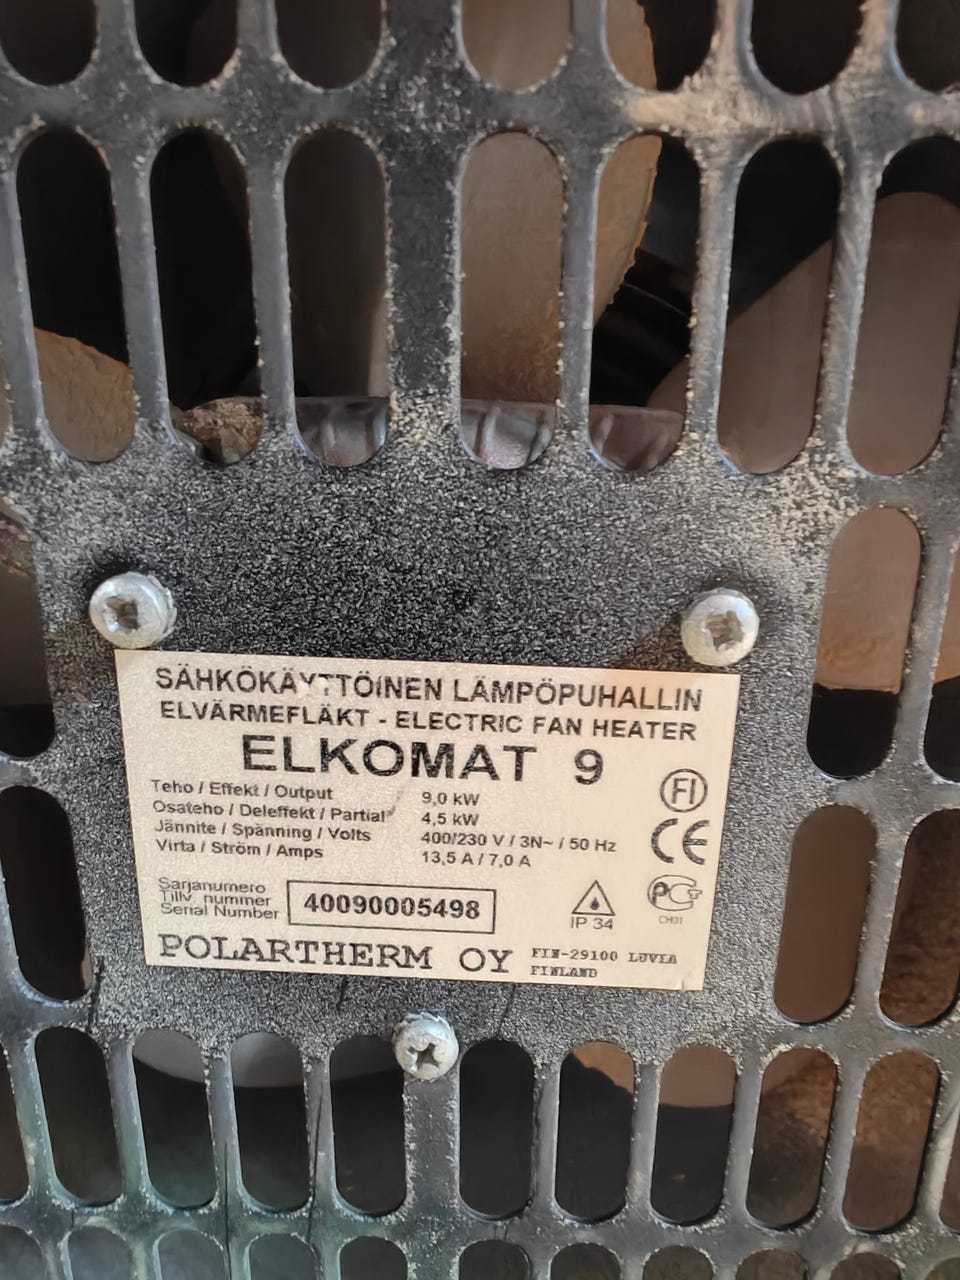 SÄHKÖKÄYTTÖINEN LÄMPÖPUHALLIN
ELVÄRMEFLÄKT - ELECTRIC FAN HEATER
ELKOMAT 9
Teho / Effekt / Output 9,0 kW
Osateho / Deleffekt / Partial 4,5 kW
Jännite / Spänning / Volts 400/230 V / 3N~ / 50 Hz
Virta / Ström / Amps 13,5 A / 7,0 A
FI
CE
Sarjanumero
Tillv. nummer
Serial Number
40090005498
IP 34
PCT
CH01
POLARTHERM OY
FIN-29100 LUVIA
FINLAND